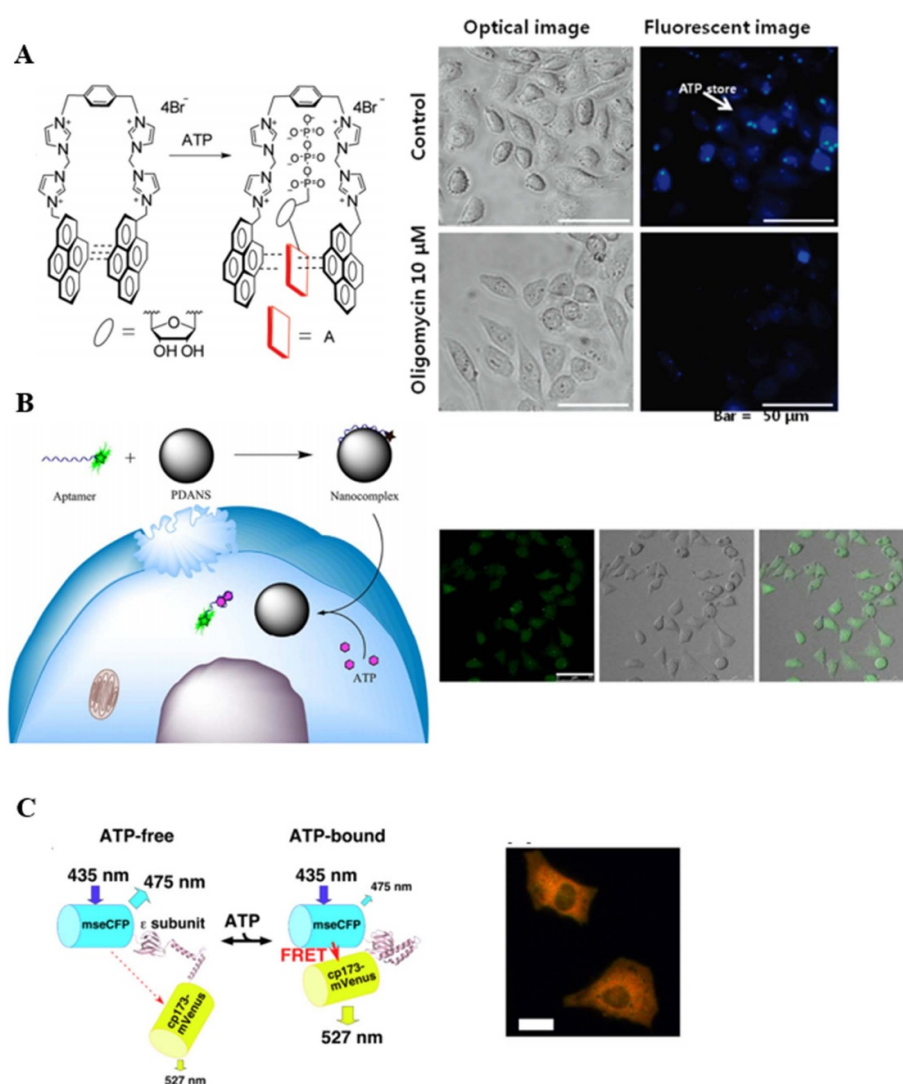 A
Optical image Fluorescent image
4Br⁻ 4Br⁻
ATP
ATP store
Control
Oligomycin 10 µM
N N N N
N N N N
O⁻
O-P=O
O
O-P=O
O
⁻O-P=O
O
= O
OH OH
= A
Bar = 50 µm
B
Aptamer + PDANS Nanocomplex
ATP
C
ATP-free ATP-bound
435 nm 475 nm 435 nm 475 nm
mseCFP ε subunit ATP mseCFP
FRET
cp173-
mVenus
cp173-
mVenus
527 nm
527 nm